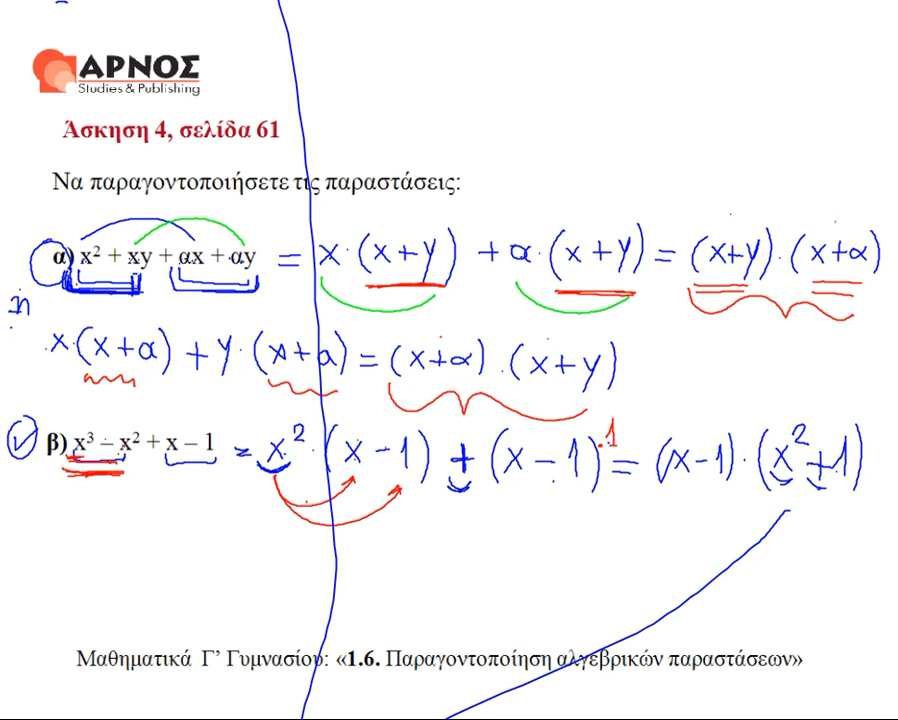 ΑΡΝΟΣ
Studies & Publishing
Άσκηση 4, σελίδα 61
Να παραγοντοποιήσετε τις παραστάσεις:
α) x² + xy + αx + αy = x · (x + y) + α · (x + y) = (x+y) · (x+α)
ή
x · (x+α) + y · (x+α) = (x+α) · (x+y)
β) x³ – x² + x – 1 = x² · (x – 1) + (x – 1) · 1 = (x–1) · (x² + 1)
Μαθηματικά Γ’ Γυμνασίου: «1.6. Παραγοντοποίηση αλγεβρικών παραστάσεων»